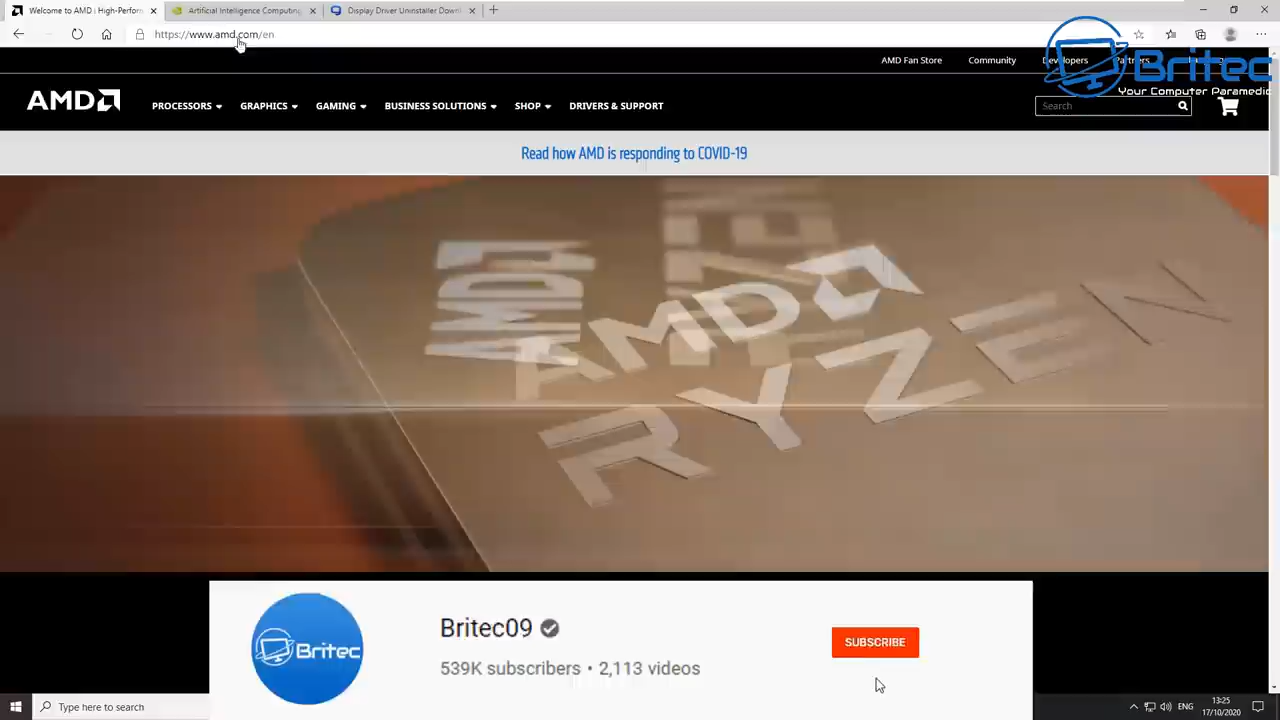 Welcome to AMD | High-Perfor
Artificial Intelligence Computing
Display Driver Uninstaller Downl
https://www.amd.com/en
AMD Fan Store
Community
Developers
Partners
Britec
Your Computer Paramedic
AMD
PROCESSORS
GRAPHICS
GAMING
BUSINESS SOLUTIONS
SHOP
DRIVERS & SUPPORT
Search
Read how AMD is responding to COVID-19
AMD
RYZEN
Britec
Britec09
539K subscribers • 2,113 videos
SUBSCRIBE
Type here to search
ENG
13:25
17/10/2020